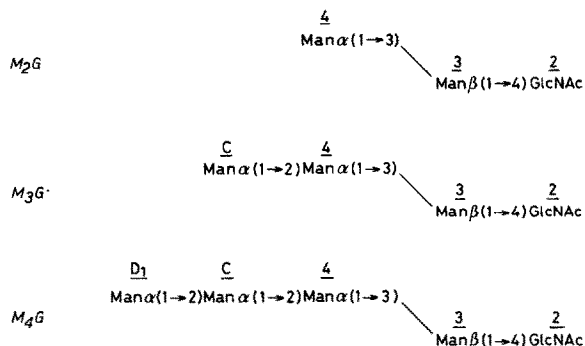 4
Manα(1→3)
M₂G
3 2
Manβ(1→4)GlcNAc
C 4
Manα(1→2)Manα(1→3)
M₃G·
3 2
Manβ(1→4)GlcNAc
D₁ C 4
Manα(1→2)Manα(1→2)Manα(1→3)
M₄G
3 2
Manβ(1→4)GlcNAc